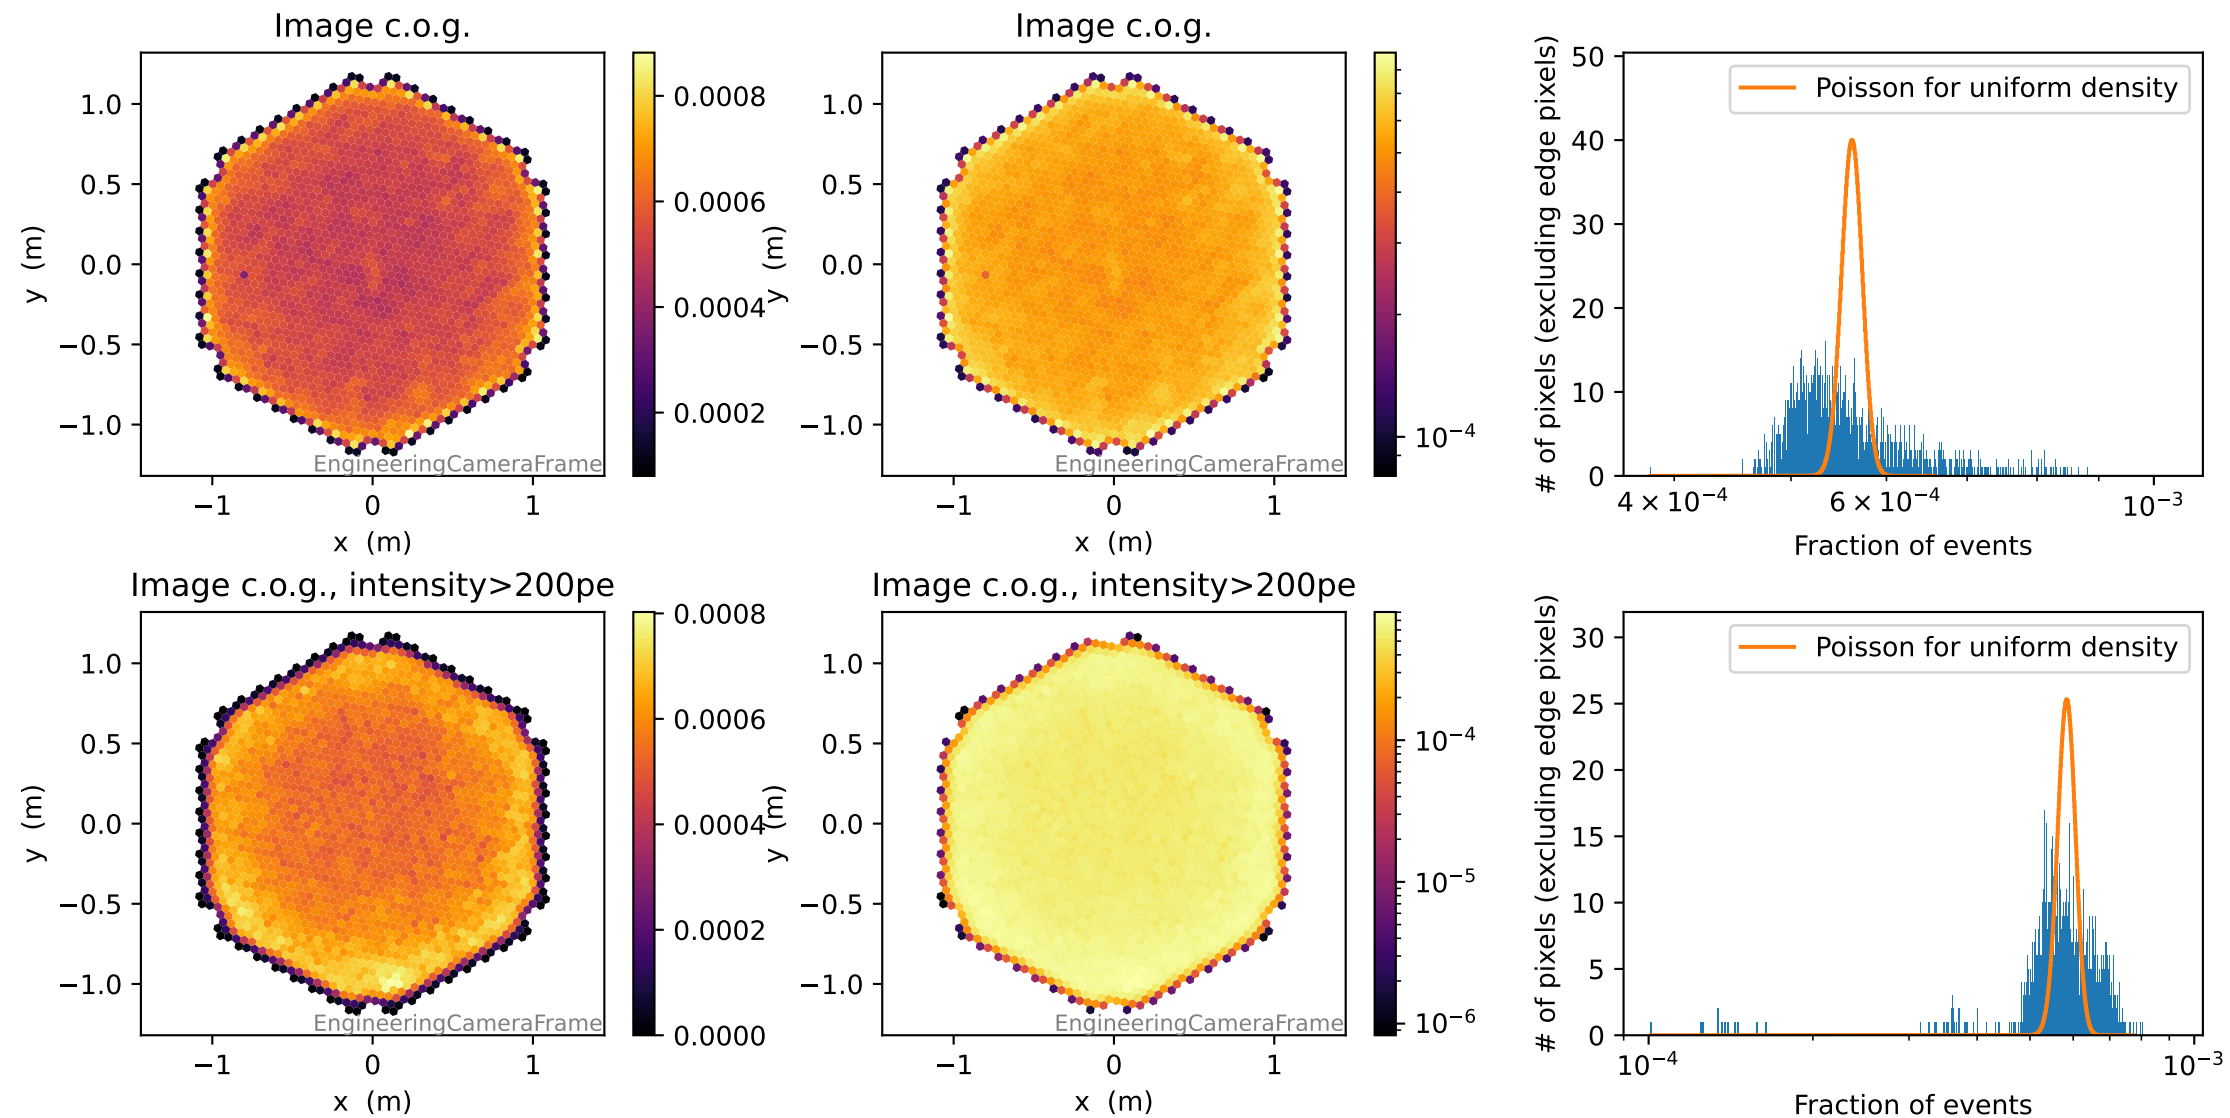 Image c.o.g.
1.0
0.5
0.0
−0.5
−1.0
y (m)
−1 0 1
x (m)
EngineeringCameraFrame
0.0008
0.0006
0.0004
0.0002
Image c.o.g.
1.0
0.5
0.0
−0.5
−1.0
y (m)
−1 0 1
x (m)
EngineeringCameraFrame
10⁻⁴
50
40
30
20
10
0
# of pixels (excluding edge pixels)
Poisson for uniform density
4 × 10⁻⁴ 6 × 10⁻⁴ 10⁻³
Fraction of events
Image c.o.g., intensity>200pe
1.0
0.5
0.0
−0.5
−1.0
y (m)
−1 0 1
x (m)
EngineeringCameraFrame
0.0008
0.0006
0.0004
0.0002
0.0000
Image c.o.g., intensity>200pe
1.0
0.5
0.0
−0.5
−1.0
y (m)
−1 0 1
x (m)
EngineeringCameraFrame
10⁻⁴
10⁻⁵
10⁻⁶
30
25
20
15
10
5
0
# of pixels (excluding edge pixels)
Poisson for uniform density
10⁻⁴ 10⁻³
Fraction of events